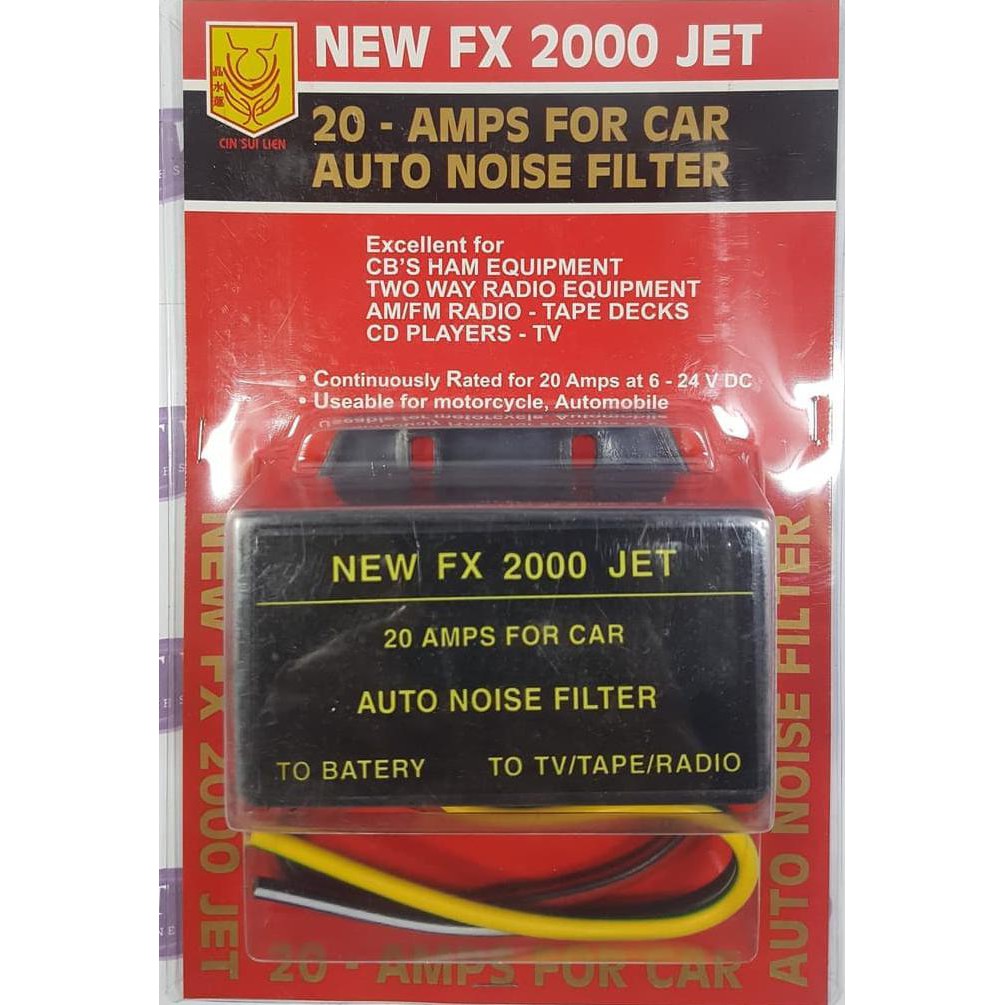 NEW FX 2000 JET
晶水蓮
CIN SUI LIEN
20 - AMPS FOR CAR
AUTO NOISE FILTER
Excellent for
CB'S HAM EQUIPMENT
TWO WAY RADIO EQUIPMENT
AM/FM RADIO - TAPE DECKS
CD PLAYERS - TV
• Continuously Rated for 20 Amps at 6 - 24 V DC
• Useable for motorcycle, Automobile
NEW FX 2000 JET
20 AMPS FOR CAR
AUTO NOISE FILTER
TO BATERY TO TV/TAPE/RADIO
NEW FX 2000 JET
AUTO NOISE FILTER
20 - AMPS FOR CAR